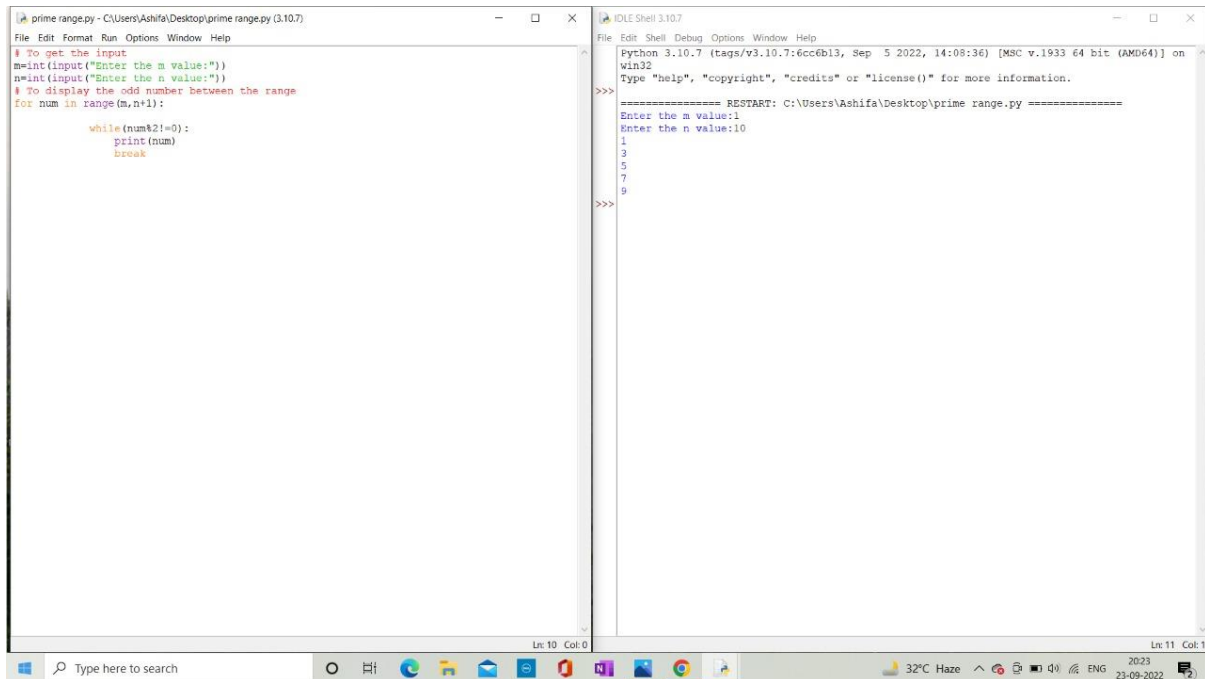 prime range.py - C:\Users\Ashifa\Desktop\prime range.py (3.10.7)
File Edit Format Run Options Window Help
# To get the input
m=int(input("Enter the m value:"))
n=int(input("Enter the n value:"))
# To display the odd number between the range
for num in range(m,n+1):
            while(num%2!=0):
                print(num)
                break
Ln: 10 Col: 0
IDLE Shell 3.10.7
File Edit Shell Debug Options Window Help
Python 3.10.7 (tags/v3.10.7:6cc6b13, Sep  5 2022, 14:08:36) [MSC v.1933 64 bit (AMD64)] on
win32
Type "help", "copyright", "credits" or "license()" for more information.
>>>
================ RESTART: C:\Users\Ashifa\Desktop\prime range.py ===============
Enter the m value:1
Enter the n value:10
1
3
5
7
9
>>>
Ln: 11 Col: 1
Type here to search
32°C Haze
ENG
20:23
23-09-2022